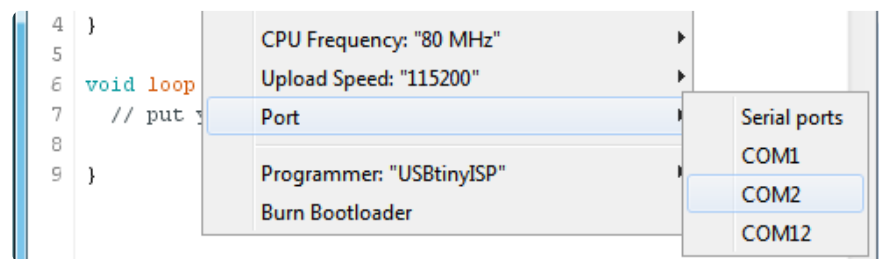 4 }
5
6 void loop
7 // put y
8
9 }
CPU Frequency: "80 MHz"
Upload Speed: "115200"
Port
Programmer: "USBtinyISP"
Burn Bootloader
Serial ports
COM1
COM2
COM12